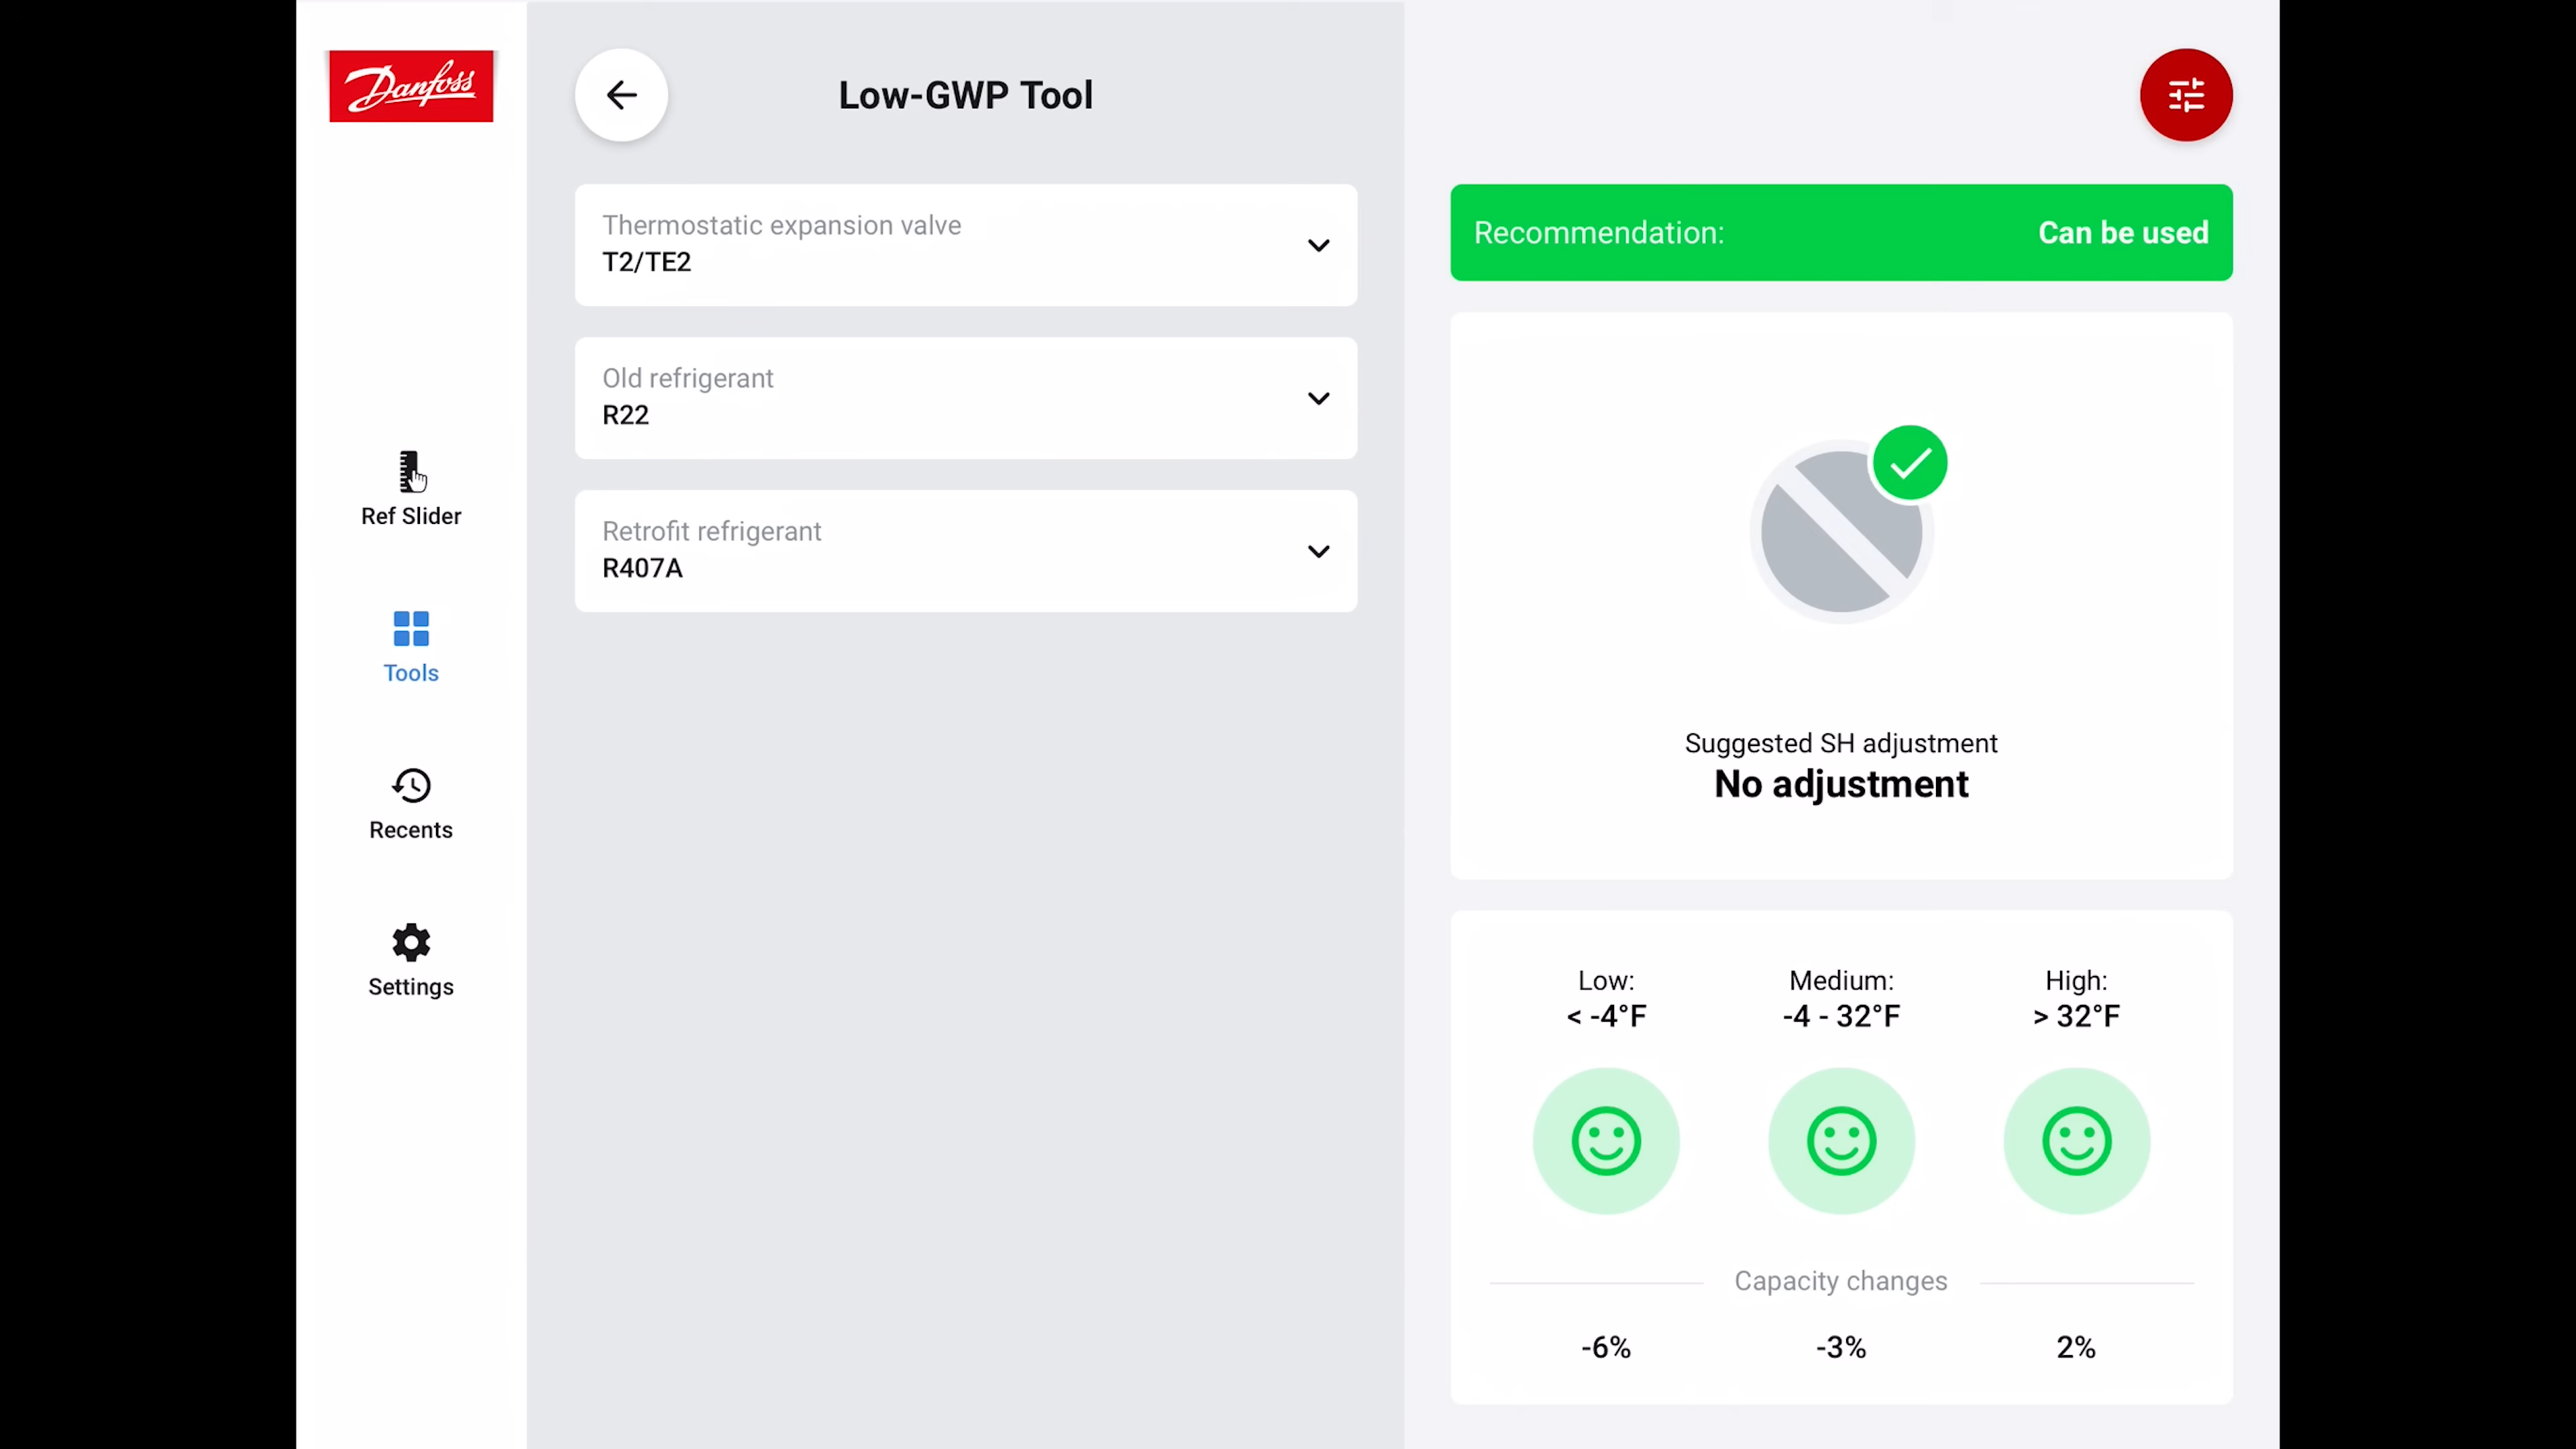 Danfoss
Ref Slider
Tools
Recents
Settings
Low-GWP Tool
Thermostatic expansion valve
T2/TE2
Old refrigerant
R22
Retrofit refrigerant
R407A
Recommendation: Can be used
Suggested SH adjustment
No adjustment
Low: Medium: High:
< -4°F -4 - 32°F > 32°F
Capacity changes
-6% -3% 2%